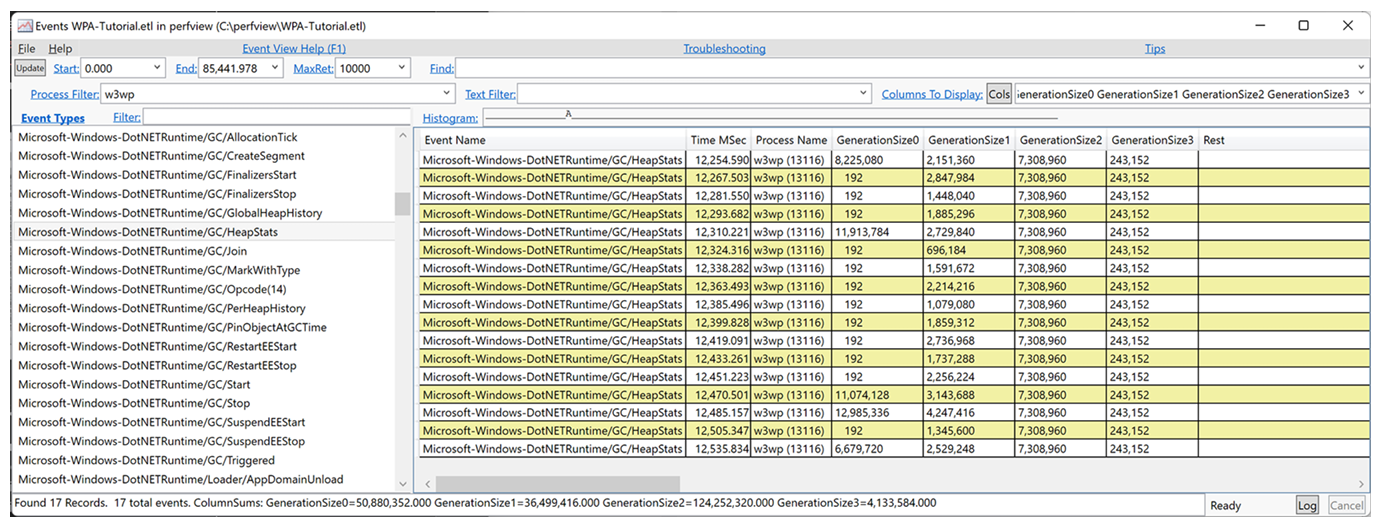 Events WPA-Tutorial.etl in perfview (C:\perfview\WPA-Tutorial.etl)
File Help Event View Help (F1) Troubleshooting Tips
Update Start: 0.000 End: 85,441.978 MaxRet: 10000 Find:
Process Filter: w3wp Text Filter: Columns To Display: Cols GenerationSize0 GenerationSize1 GenerationSize2 GenerationSize3
Event Types Filter: Histogram: A
Microsoft-Windows-DotNETRuntime/GC/AllocationTick
Microsoft-Windows-DotNETRuntime/GC/CreateSegment
Microsoft-Windows-DotNETRuntime/GC/FinalizersStart
Microsoft-Windows-DotNETRuntime/GC/FinalizersStop
Microsoft-Windows-DotNETRuntime/GC/GlobalHeapHistory
Microsoft-Windows-DotNETRuntime/GC/HeapStats
Microsoft-Windows-DotNETRuntime/GC/Join
Microsoft-Windows-DotNETRuntime/GC/MarkWithType
Microsoft-Windows-DotNETRuntime/GC/Opcode(14)
Microsoft-Windows-DotNETRuntime/GC/PerHeapHistory
Microsoft-Windows-DotNETRuntime/GC/PinObjectAtGCTime
Microsoft-Windows-DotNETRuntime/GC/RestartEEStart
Microsoft-Windows-DotNETRuntime/GC/RestartEEStop
Microsoft-Windows-DotNETRuntime/GC/Start
Microsoft-Windows-DotNETRuntime/GC/Stop
Microsoft-Windows-DotNETRuntime/GC/SuspendEEStart
Microsoft-Windows-DotNETRuntime/GC/SuspendEEStop
Microsoft-Windows-DotNETRuntime/GC/Triggered
Microsoft-Windows-DotNETRuntime/Loader/AppDomainUnload
Event Name Time MSec Process Name GenerationSize0 GenerationSize1 GenerationSize2 GenerationSize3 Rest
Microsoft-Windows-DotNETRuntime/GC/HeapStats 12,254.590 w3wp (13116) 8,225,080 2,151,360 7,308,960 243,152
Microsoft-Windows-DotNETRuntime/GC/HeapStats 12,267.503 w3wp (13116) 192 2,847,984 7,308,960 243,152
Microsoft-Windows-DotNETRuntime/GC/HeapStats 12,281.550 w3wp (13116) 192 1,448,040 7,308,960 243,152
Microsoft-Windows-DotNETRuntime/GC/HeapStats 12,293.682 w3wp (13116) 192 1,885,296 7,308,960 243,152
Microsoft-Windows-DotNETRuntime/GC/HeapStats 12,310.221 w3wp (13116) 11,913,784 2,729,840 7,308,960 243,152
Microsoft-Windows-DotNETRuntime/GC/HeapStats 12,324.316 w3wp (13116) 192 696,184 7,308,960 243,152
Microsoft-Windows-DotNETRuntime/GC/HeapStats 12,338.282 w3wp (13116) 192 1,591,672 7,308,960 243,152
Microsoft-Windows-DotNETRuntime/GC/HeapStats 12,363.493 w3wp (13116) 192 2,214,216 7,308,960 243,152
Microsoft-Windows-DotNETRuntime/GC/HeapStats 12,385.496 w3wp (13116) 192 1,079,080 7,308,960 243,152
Microsoft-Windows-DotNETRuntime/GC/HeapStats 12,399.828 w3wp (13116) 192 1,859,312 7,308,960 243,152
Microsoft-Windows-DotNETRuntime/GC/HeapStats 12,419.091 w3wp (13116) 192 2,736,968 7,308,960 243,152
Microsoft-Windows-DotNETRuntime/GC/HeapStats 12,433.261 w3wp (13116) 192 1,737,288 7,308,960 243,152
Microsoft-Windows-DotNETRuntime/GC/HeapStats 12,451.223 w3wp (13116) 192 2,256,224 7,308,960 243,152
Microsoft-Windows-DotNETRuntime/GC/HeapStats 12,470.501 w3wp (13116) 11,074,128 3,143,688 7,308,960 243,152
Microsoft-Windows-DotNETRuntime/GC/HeapStats 12,485.157 w3wp (13116) 12,985,336 4,247,416 7,308,960 243,152
Microsoft-Windows-DotNETRuntime/GC/HeapStats 12,505.347 w3wp (13116) 192 1,345,600 7,308,960 243,152
Microsoft-Windows-DotNETRuntime/GC/HeapStats 12,535.834 w3wp (13116) 6,679,720 2,529,248 7,308,960 243,152
Found 17 Records. 17 total events. ColumnSums: GenerationSize0=50,880,352.000 GenerationSize1=36,499,416.000 GenerationSize2=124,252,320.000 GenerationSize3=4,133,584.000 Ready Log Cancel